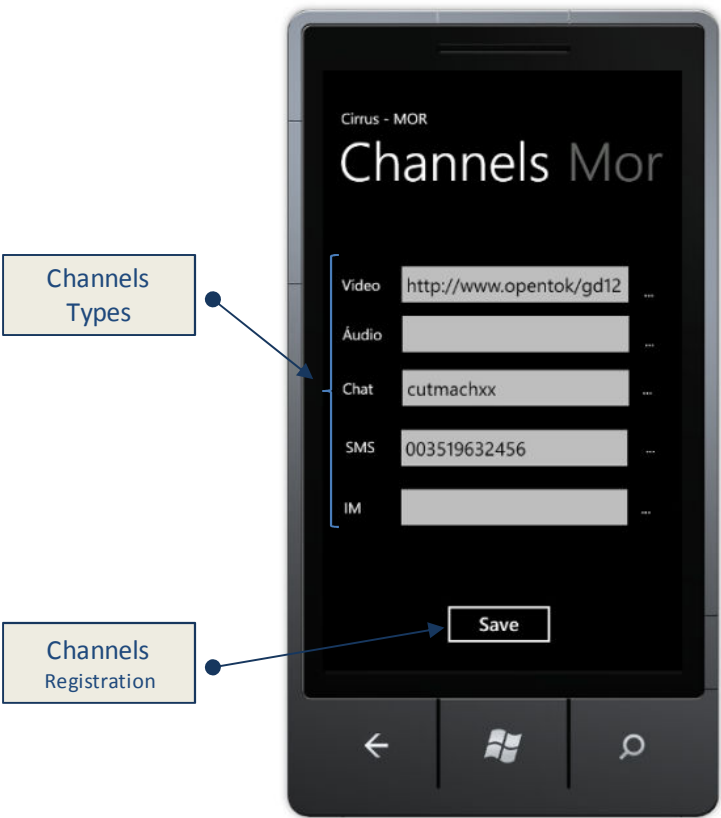 Cirrus - MOR
Channels Mor
Channels
Types
Video http://www.opentok/gd12 ...
Áudio ...
Chat cutmachxx ...
SMS 003519632456 ...
IM ...
Save
Channels
Registration